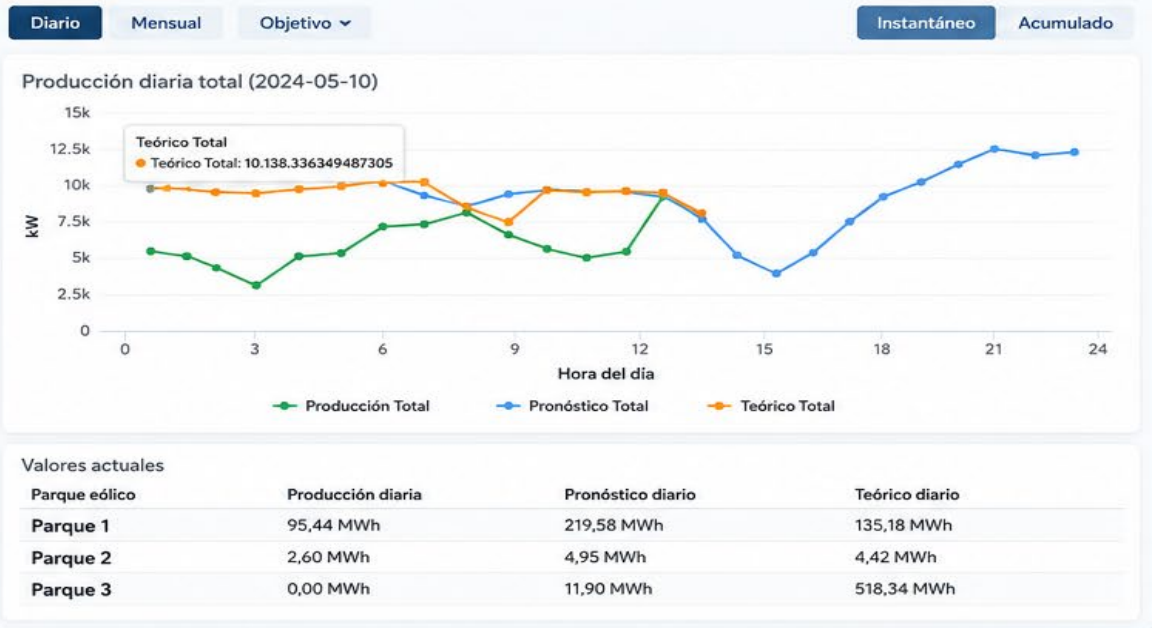 Diario Mensual Objetivo Instantáneo Acumulado
Producción diaria total (2024-05-10)
15k
Teórico Total
12.5k
Teórico Total: 10.138.336349487305
10k
7.5k
kW
5k
2.5k
0
0 3 6 9 12 15 18 21 24
Hora del día
Producción Total Pronóstico Total Teórico Total
Valores actuales
Parque eólico Producción diaria Pronóstico diario Teórico diario
Parque 1 95,44 MWh 219,58 MWh 135,18 MWh
Parque 2 2,60 MWh 4,95 MWh 4,42 MWh
Parque 3 0,00 MWh 11,90 MWh 518,34 MWh